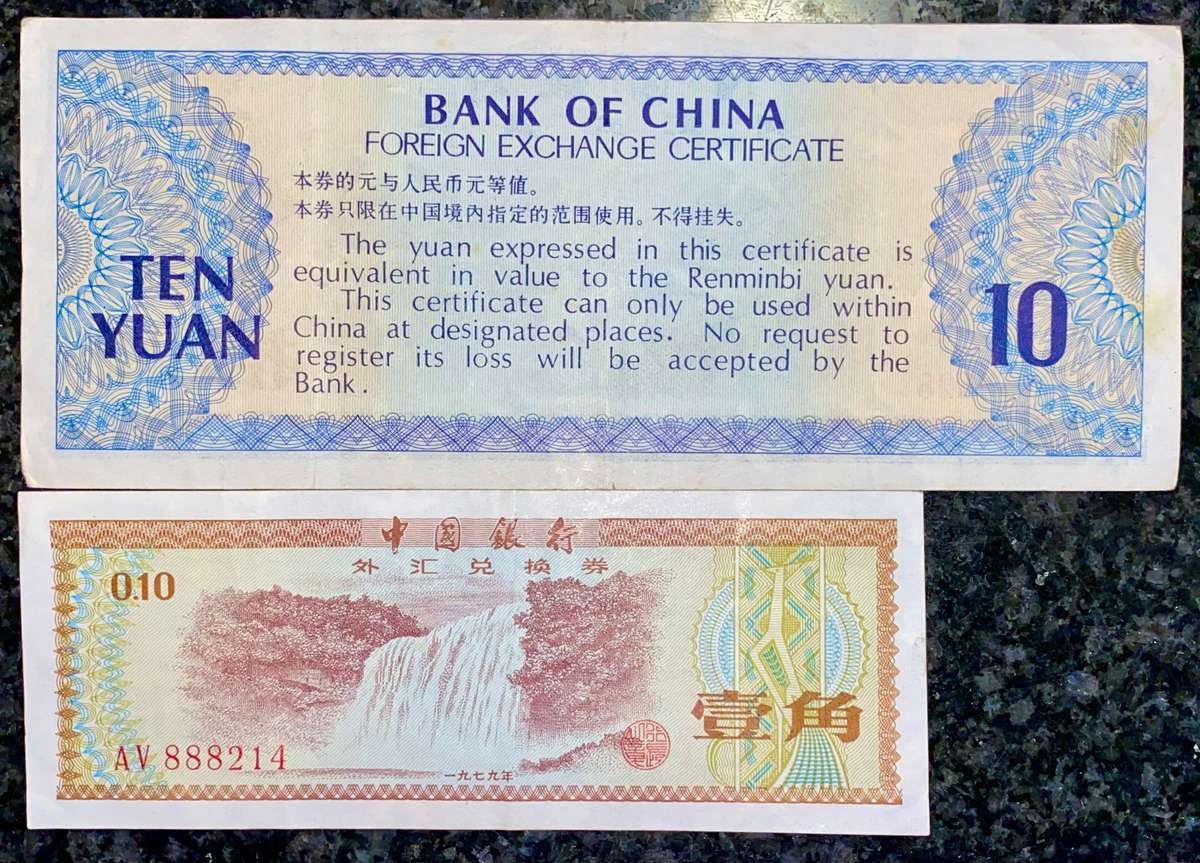 BANK OF CHINA
FOREIGN EXCHANGE CERTIFICATE
本券的元与人民币元等值。
本券只限在中国境内指定的范围使用。不得挂失。
The yuan expressed in this certificate is
equivalent in value to the Renminbi yuan.
This certificate can only be used within
China at designated places. No request to
register its loss will be accepted by the
Bank.
TEN
YUAN
10
中國銀行
外汇兑换券
0.10
壹角
AV 888214
一九七九年